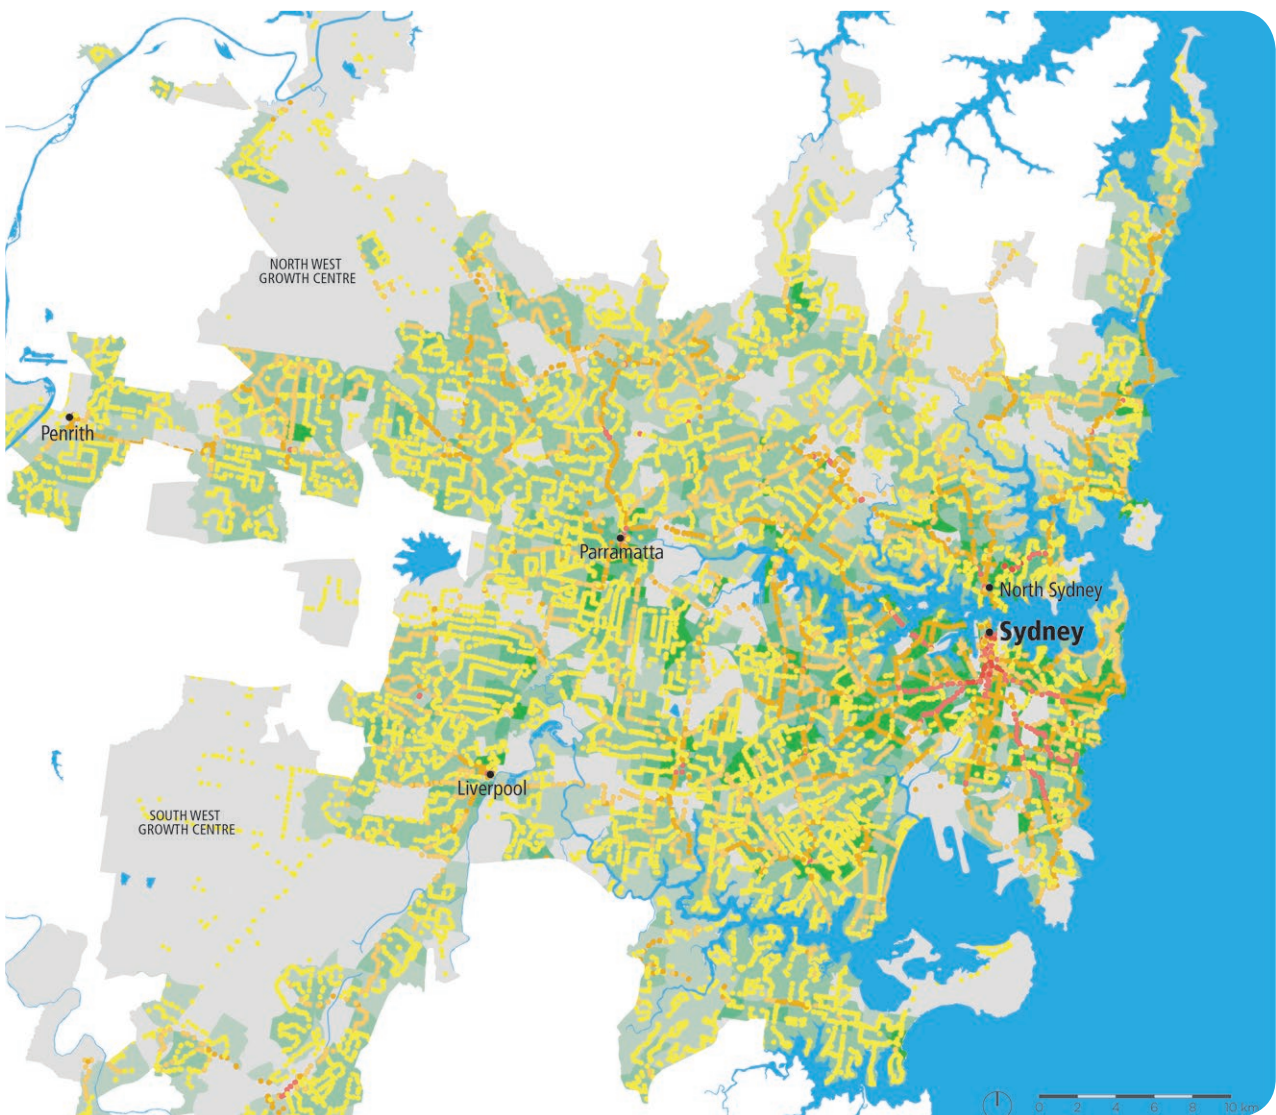 NORTH WEST
GROWTH CENTRE
Penrith
Parramatta
North Sydney
Sydney
Liverpool
SOUTH WEST
GROWTH CENTRE
0 2 4 6 8 10 km